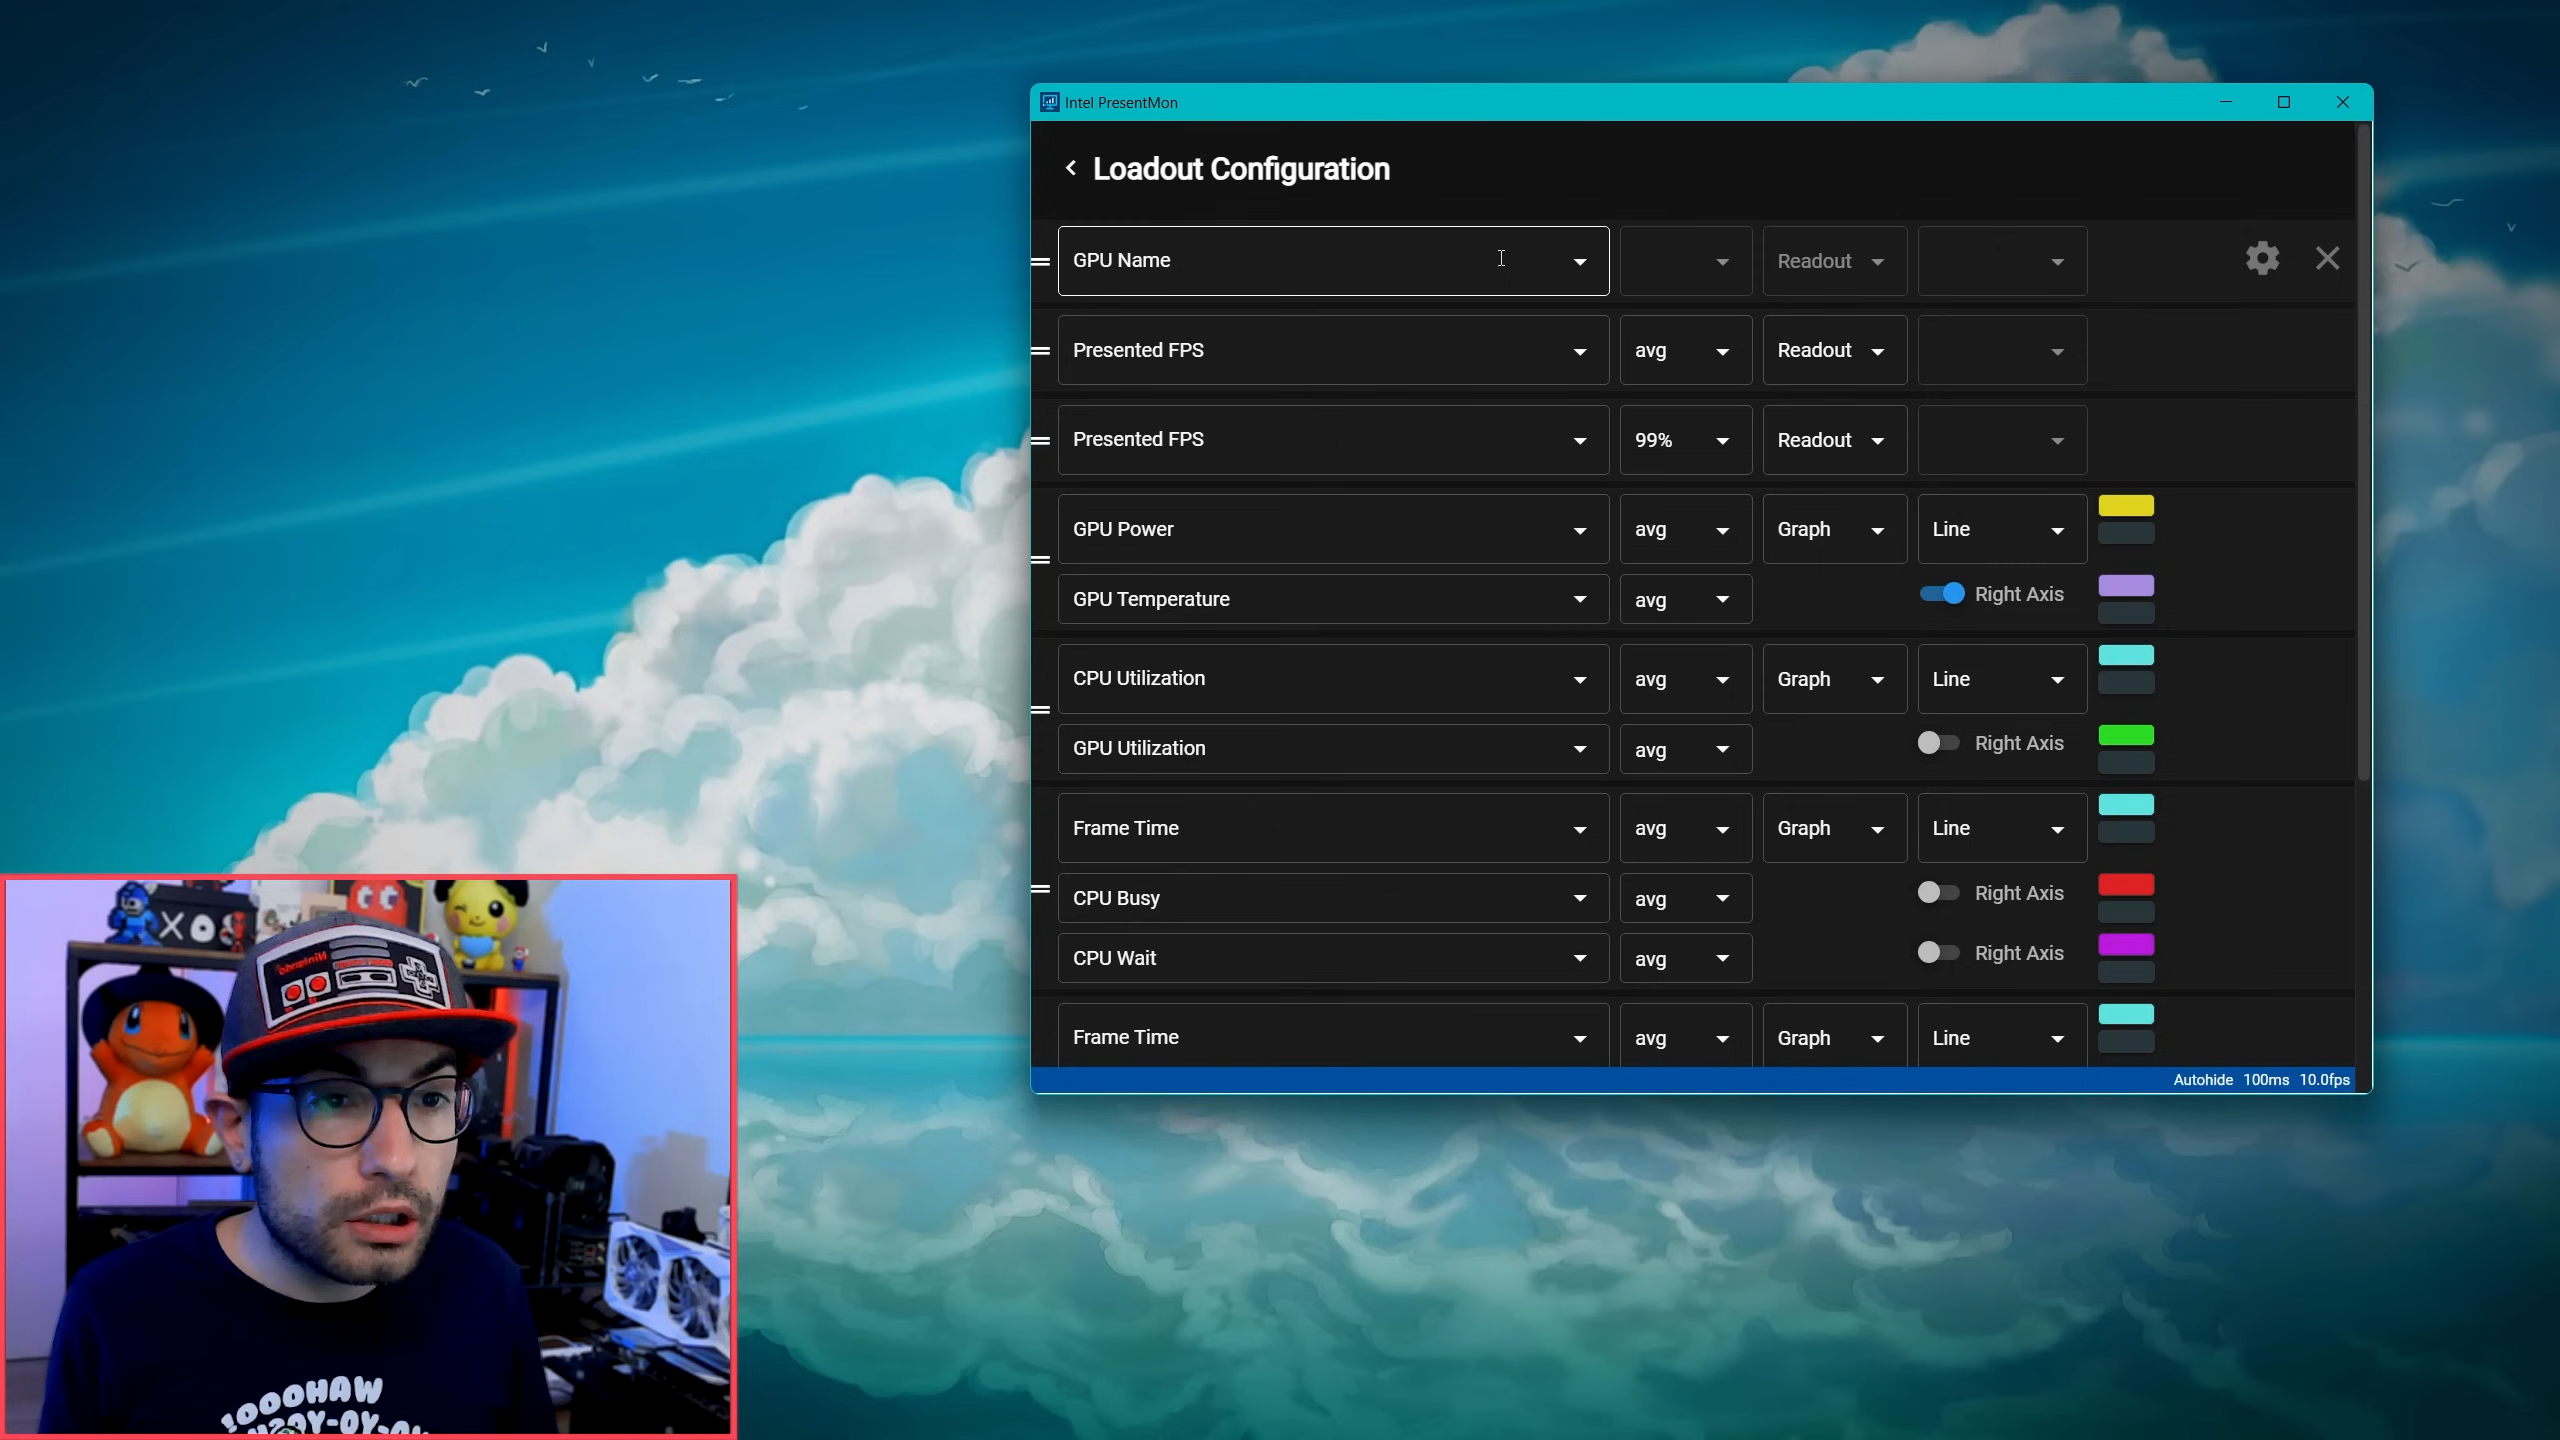 Intel PresentMon
Loadout Configuration
GPU Name Readout
Presented FPS avg Readout
Presented FPS 99% Readout
GPU Power avg Graph Line
GPU Temperature avg Right Axis
CPU Utilization avg Graph Line
GPU Utilization avg Right Axis
Frame Time avg Graph Line
CPU Busy avg Right Axis
CPU Wait avg Right Axis
Frame Time avg Graph Line
Autohide 100ms 10.0fps
Nintendo